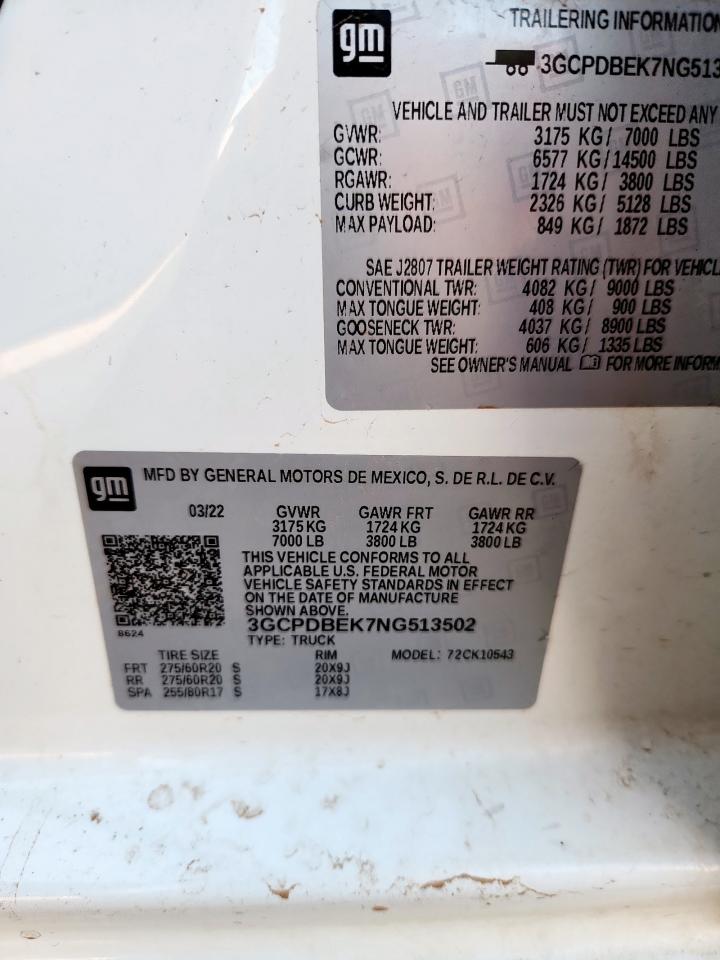 gm
TRAILERING INFORMATION
3GCPDBEK7NG513
VEHICLE AND TRAILER MUST NOT EXCEED ANY
GVWR: 3175 KG/ 7000 LBS
GCWR: 6577 KG/14500 LBS
RGAWR: 1724 KG/ 3800 LBS
CURB WEIGHT: 2326 KG/ 5128 LBS
MAX PAYLOAD: 849 KG/ 1872 LBS
SAE J2807 TRAILER WEIGHT RATING (TWR) FOR VEHICL
CONVENTIONAL TWR: 4082 KG/ 9000 LBS
MAX TONGUE WEIGHT: 408 KG/ 900 LBS
GOOSENECK TWR: 4037 KG/ 8900 LBS
MAX TONGUE WEIGHT: 606 KG/ 1335 LBS
SEE OWNER'S MANUAL FOR MORE INFORM
gm
MFD BY GENERAL MOTORS DE MEXICO, S. DE R.L. DE C.V.
03/22 GVWR GAWR FRT GAWR RR
3175 KG 1724 KG 1724 KG
7000 LB 3800 LB 3800 LB
THIS VEHICLE CONFORMS TO ALL
APPLICABLE U.S. FEDERAL MOTOR
VEHICLE SAFETY STANDARDS IN EFFECT
ON THE DATE OF MANUFACTURE
SHOWN ABOVE.
3GCPDBEK7NG513502
8624
TYPE: TRUCK
TIRE SIZE RIM MODEL: 72CK10543
FRT 275/60R20 S 20X9J
RR 275/60R20 S 20X9J
SPA 255/80R17 S 17X8J